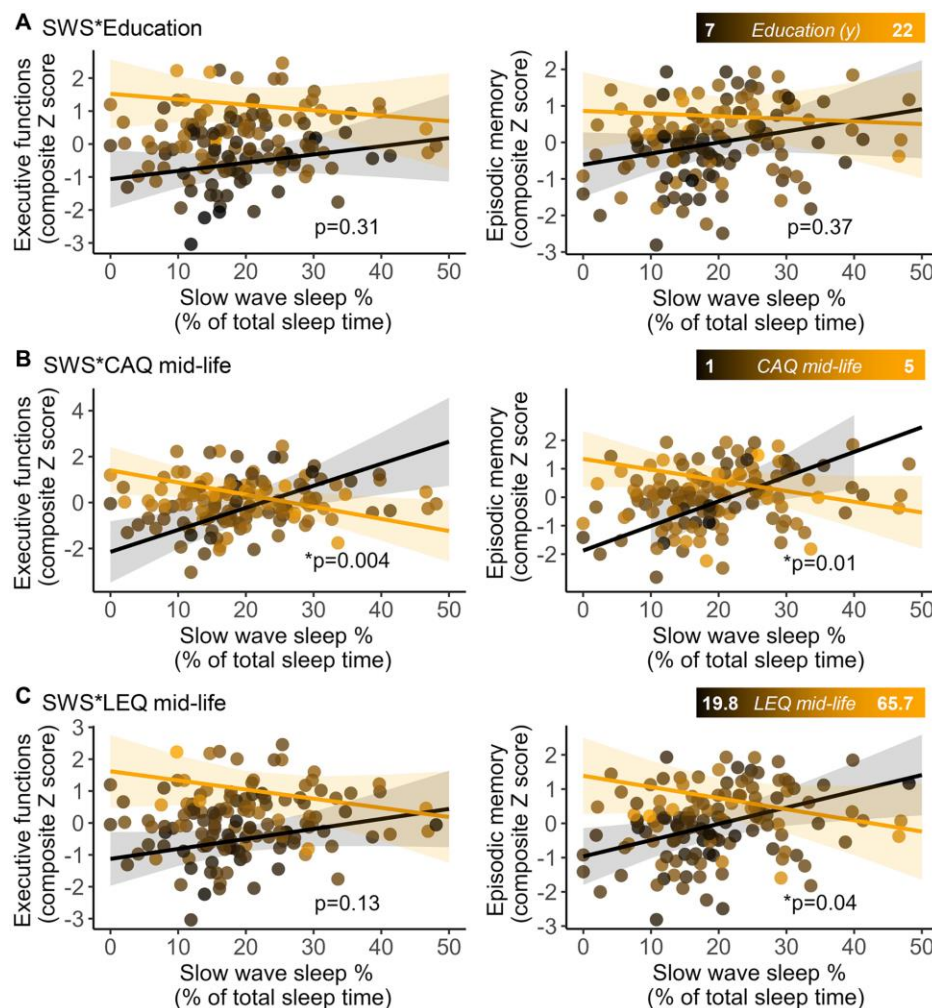 A SWS*Education
7 Education (y) 22
Executive functions
(composite Z score)
2
1
0
-1
-2
-3
p=0.31
0 10 20 30 40 50
Slow wave sleep %
(% of total sleep time)
Episodic memory
(composite Z score)
2
1
0
-1
-2
-3
p=0.37
0 10 20 30 40 50
Slow wave sleep %
(% of total sleep time)
B SWS*CAQ mid-life
1 CAQ mid-life 5
Executive functions
(composite Z score)
4
2
0
-2
*p=0.004
0 10 20 30 40 50
Slow wave sleep %
(% of total sleep time)
Episodic memory
(composite Z score)
2
1
0
-1
-2
*p=0.01
0 10 20 30 40 50
Slow wave sleep %
(% of total sleep time)
C SWS*LEQ mid-life
19.8 LEQ mid-life 65.7
Executive functions
(composite Z score)
3
2
1
0
-1
-2
-3
p=0.13
0 10 20 30 40 50
Slow wave sleep %
(% of total sleep time)
Episodic memory
(composite Z score)
2
1
0
-1
-2
-3
*p=0.04
0 10 20 30 40 50
Slow wave sleep %
(% of total sleep time)